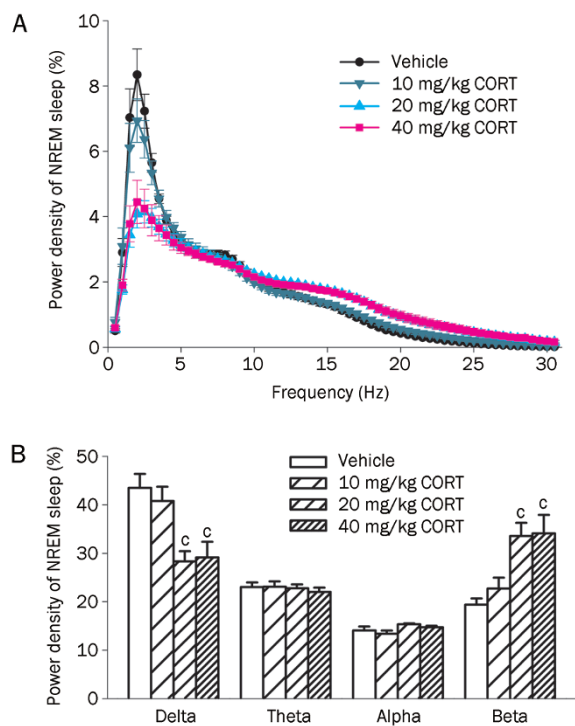 A
Power density of NREM sleep (%)
10
8
6
4
2
0
Vehicle
10 mg/kg CORT
20 mg/kg CORT
40 mg/kg CORT
0 5 10 15 20 25 30
Frequency (Hz)
B
Power density of NREM sleep (%)
50
40
30
20
10
0
Vehicle
10 mg/kg CORT
20 mg/kg CORT
40 mg/kg CORT
c c
c c
Delta Theta Alpha Beta